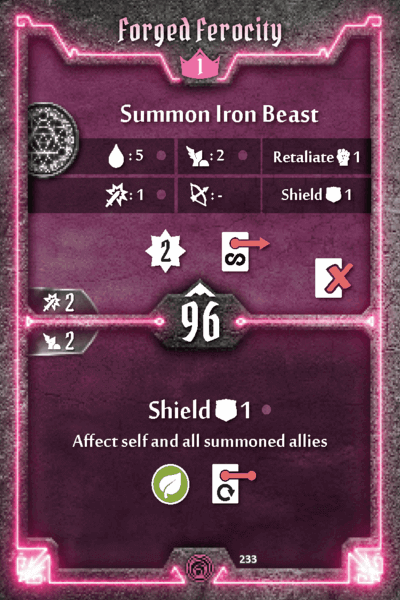 Forged Ferocity
1
Summon Iron Beast
: 5 : 2 Retaliate 1
: 1 : - Shield 1
2
2
96
2
Shield 1
Affect self and all summoned allies
233